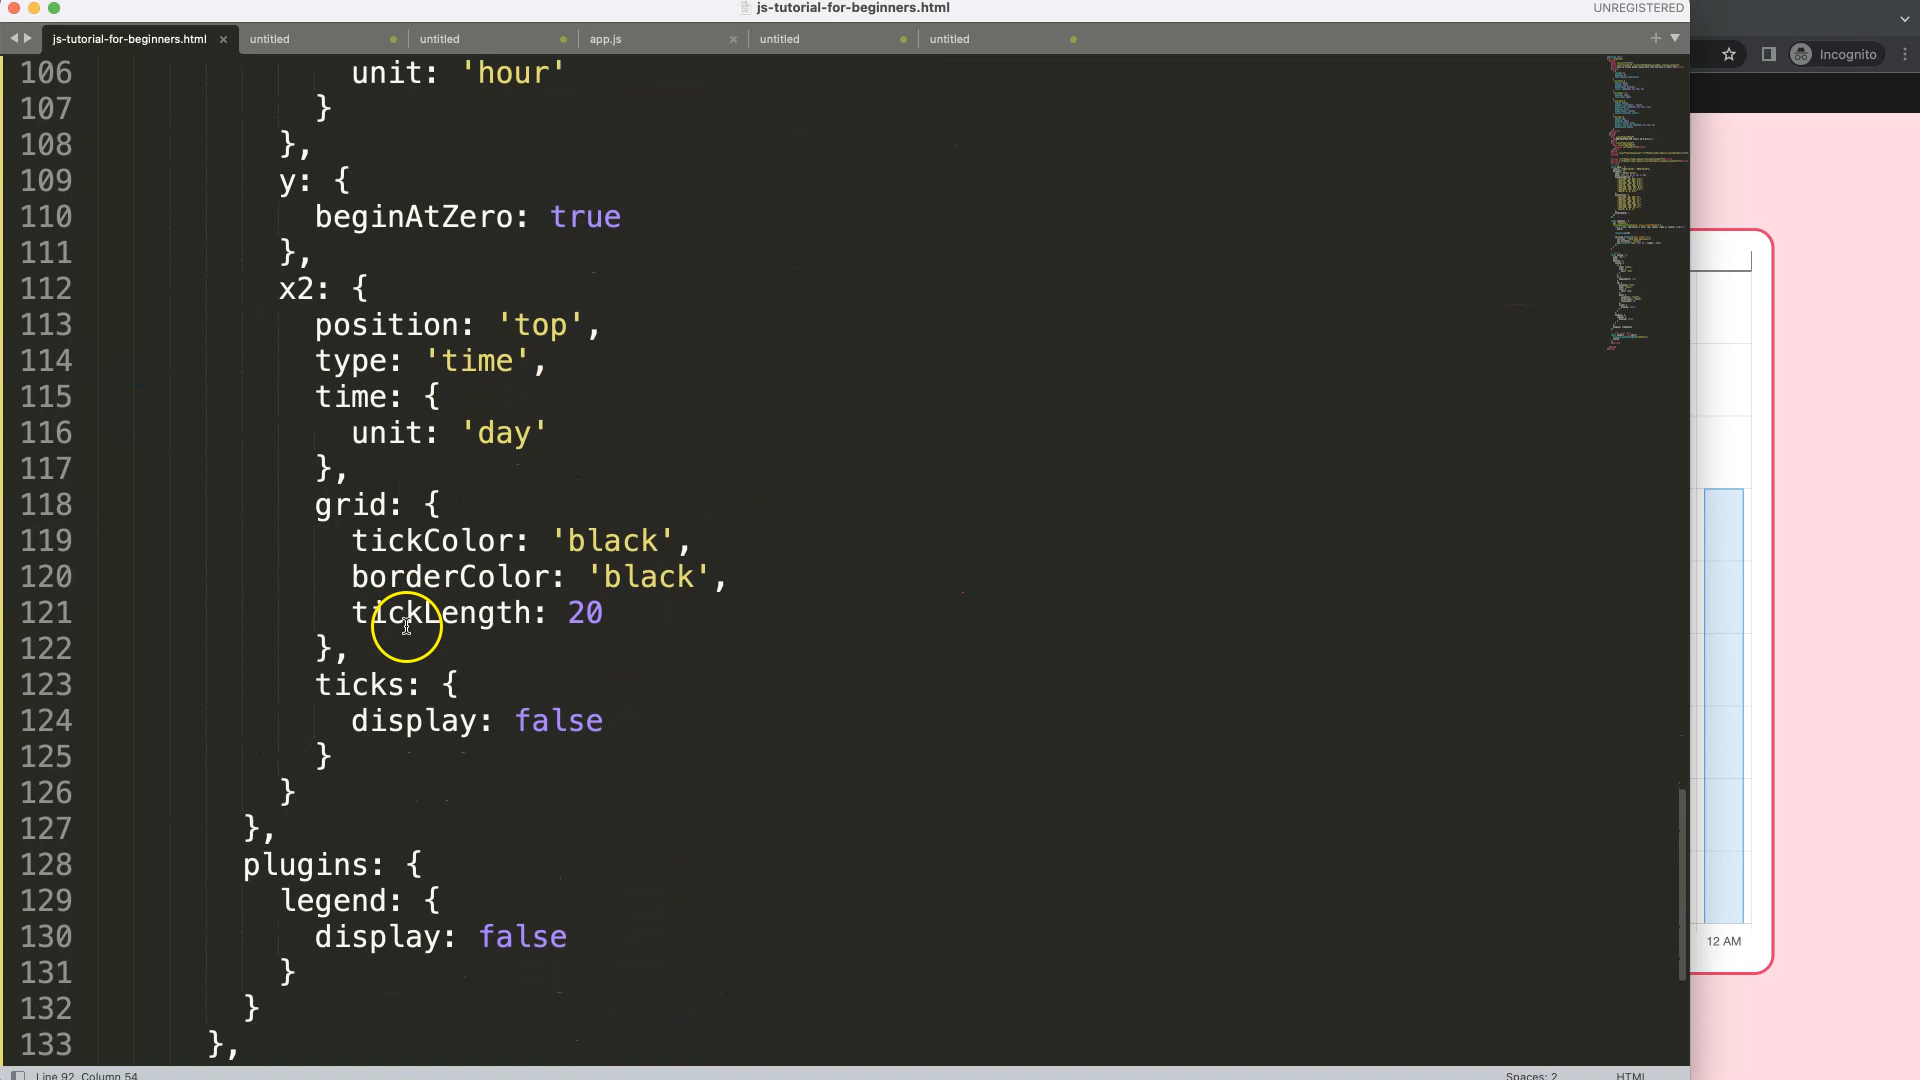 js-tutorial-for-beginners.html
UNREGISTERED
js-tutorial-for-beginners.html × untitled untitled app.js × untitled untitled
Incognito
106 unit: 'hour'
107 }
108 },
109 y: {
110 beginAtZero: true
111 },
112 x2: {
113 position: 'top',
114 type: 'time',
115 time: {
116 unit: 'day'
117 },
118 grid: {
119 tickColor: 'black',
120 borderColor: 'black',
121 tickLength: 20
122 },
123 ticks: {
124 display: false
125 }
126 }
127 },
128 plugins: {
129 legend: {
130 display: false
131 }
132 }
133 },
12 AM
Line 92, Column 54
Spaces: 2
HTML